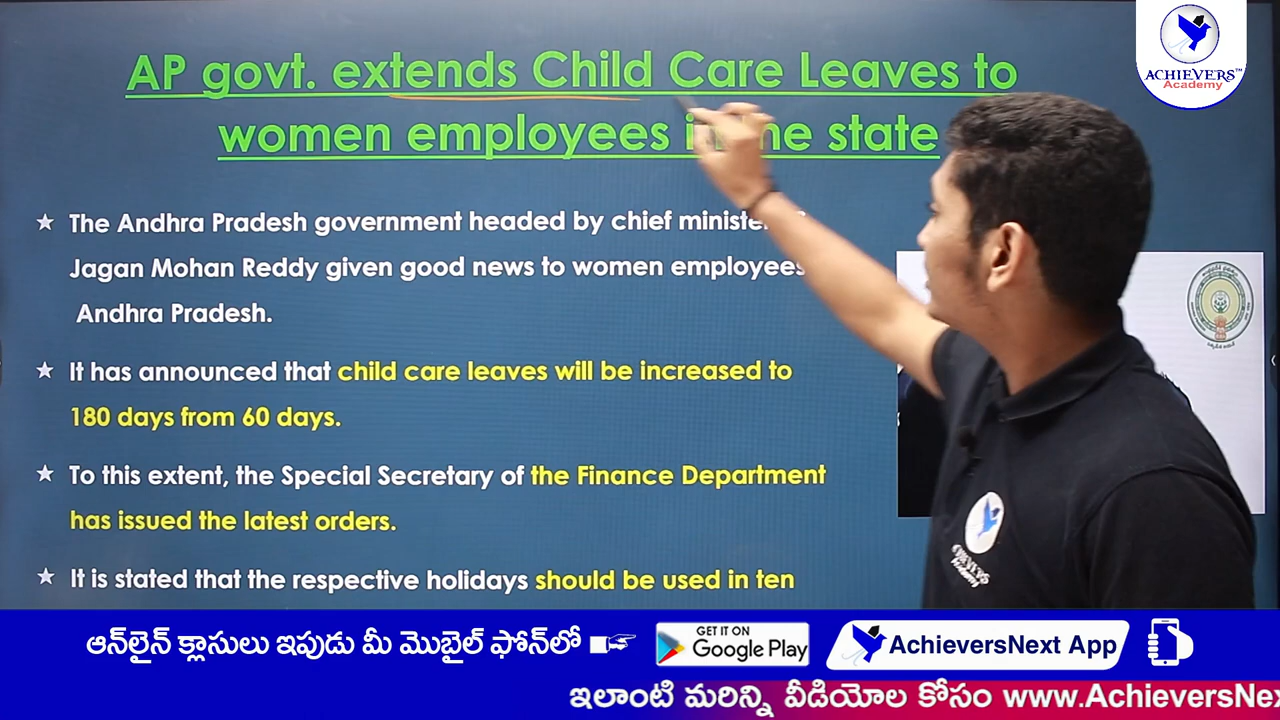 AP govt. extends Child Care Leaves to
women employees the state
ACHIEVERS™
Academy
★ The Andhra Pradesh government headed by chief minister
Jagan Mohan Reddy given good news to women employees
Andhra Pradesh.
★ It has announced that child care leaves will be increased to
180 days from 60 days.
★ To this extent, the Special Secretary of the Finance Department
has issued the latest orders.
★ It is stated that the respective holidays should be used in ten
ACHIEVERS
Academy
ఆన్‌లైన్ క్లాసులు ఇపుడు మీ మొబైల్ ఫోన్‌లో
GET IT ON
Google Play
AchieversNext App
ఇలాంటి మరిన్ని వీడియోల కోసం www.AchieversNex